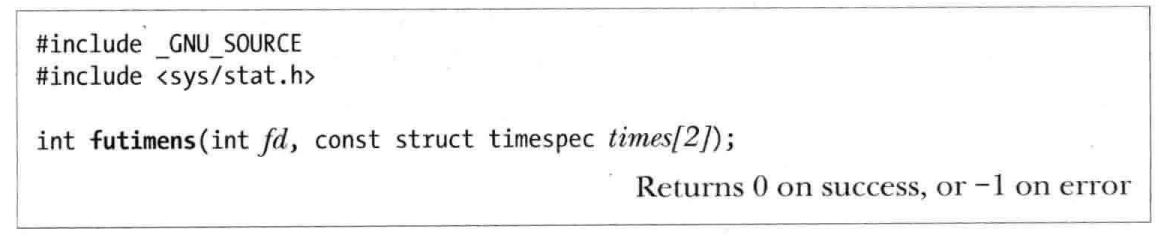 #include _GNU_SOURCE
#include <sys/stat.h>
int futimens(int fd, const struct timespec times[2]);
Returns 0 on success, or −1 on error